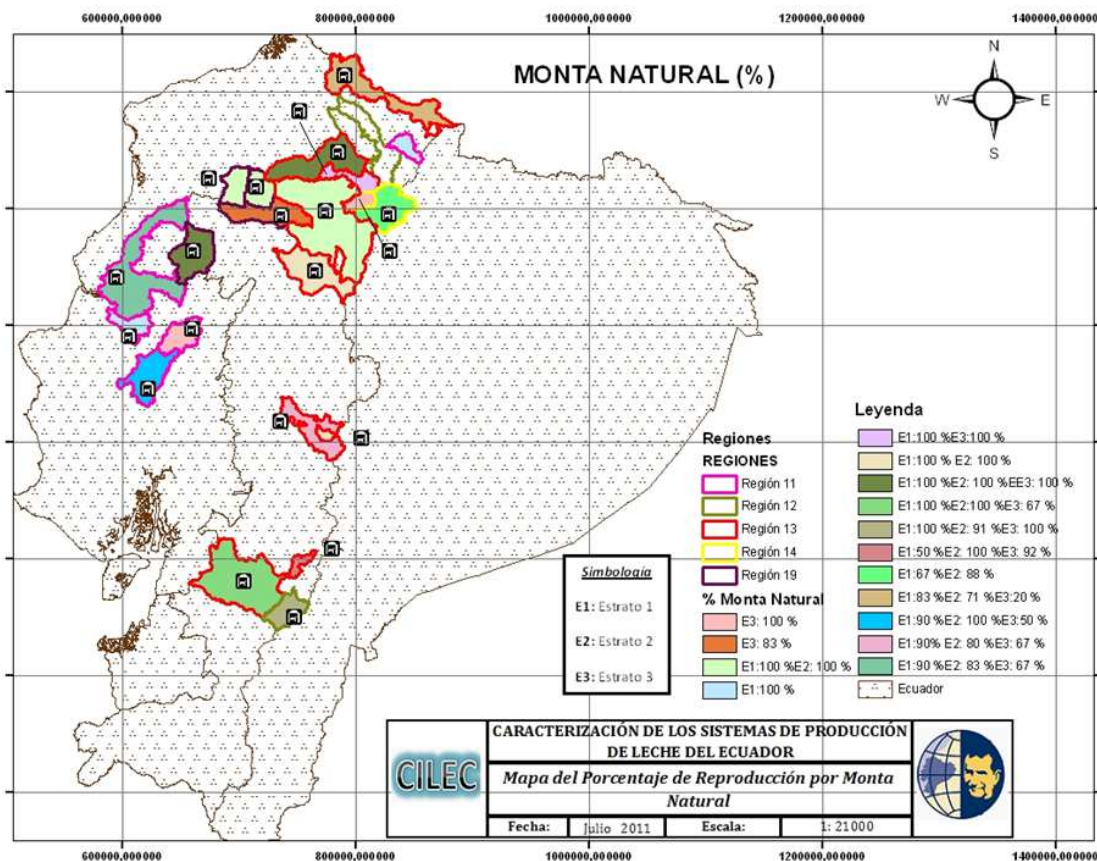 600000,000000
800000,000000
1000000,000000
1200000,000000
1400000,000000
MONTA NATURAL (%)
N
W
E
S
Leyenda
E1:100 %E3:100 %
E1:100 % E2: 100 %
E1:100 %E2: 100 %EE3: 100 %
E1:100 %E2:100 %E3: 67 %
E1:100 %E2: 91 %E3: 100 %
E1:50 %E2: 100 %E3: 92 %
E1:67 %E2: 88 %
E1:83 %E2: 71 %E3:20 %
E1:90 %E2: 100 %E3:50 %
E1:90% E2: 80 %E3: 67 %
E1:90 %E2: 83 %E3: 67 %
Ecuador
Regiones
REGIONES
Región 11
Región 12
Región 13
Región 14
Región 19
% Monta Natural
E3: 100 %
E3: 83 %
E1:100 %E2: 100 %
E1:100 %
Simbología
E1: Estrato 1
E2: Estrato 2
E3: Estrato 3
CILEC
CARACTERIZACIÓN DE LOS SISTEMAS DE PRODUCCIÓN
DE LECHE DEL ECUADOR
Mapa del Porcentaje de Reproducción por Monta
Natural
Fecha: Julio 2011 Escala: 1: 21000
600000,000000
800000,000000
1000000,000000
1200000,000000
1400000,000000